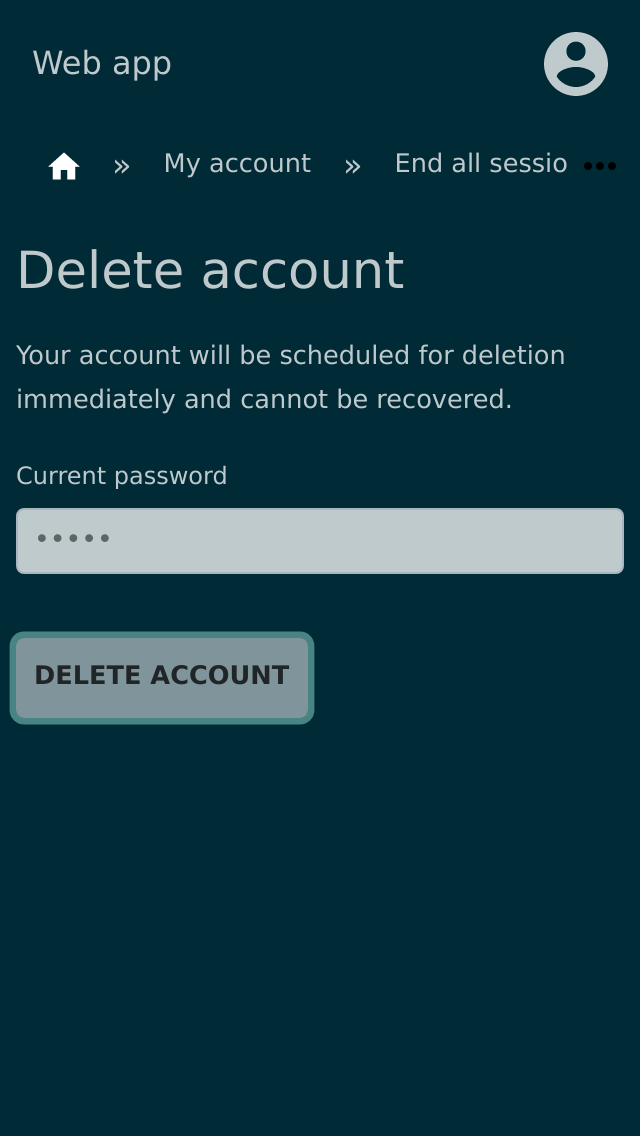 Web app
» My account » End all sessio •••
Delete account
Your account will be scheduled for deletion
immediately and cannot be recovered.
Current password
•••••
DELETE ACCOUNT